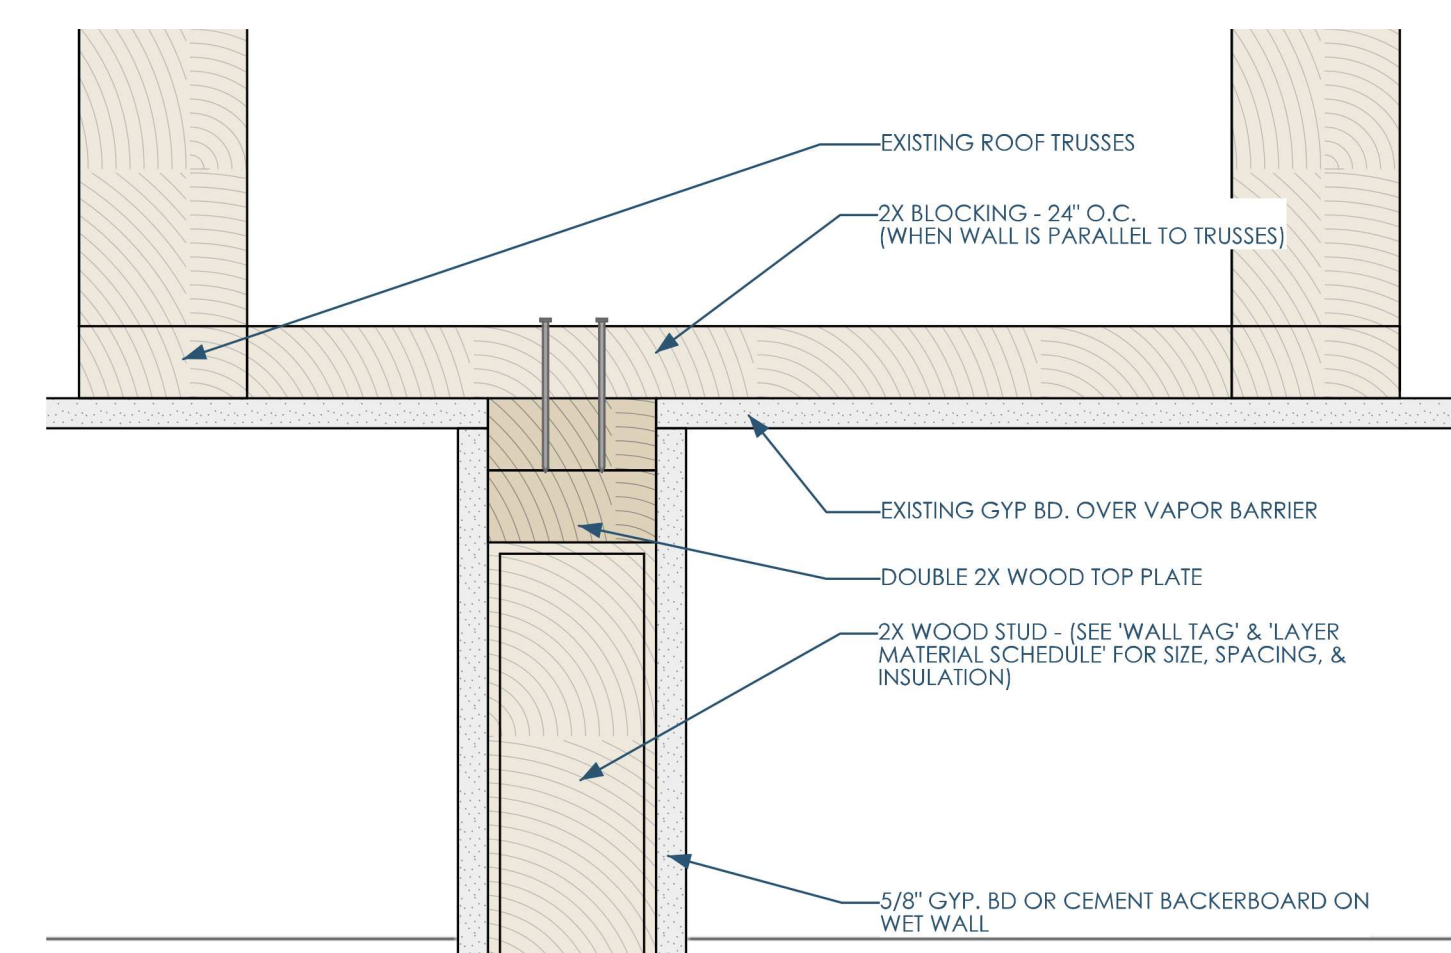 EXISTING ROOF TRUSSES
2X BLOCKING - 24" O.C.
(WHEN WALL IS PARALLEL TO TRUSSES)
EXISTING GYP BD. OVER VAPOR BARRIER
DOUBLE 2X WOOD TOP PLATE
2X WOOD STUD - (SEE 'WALL TAG' & 'LAYER
MATERIAL SCHEDULE' FOR SIZE, SPACING, &
INSULATION)
5/8" GYP. BD OR CEMENT BACKERBOARD ON
WET WALL